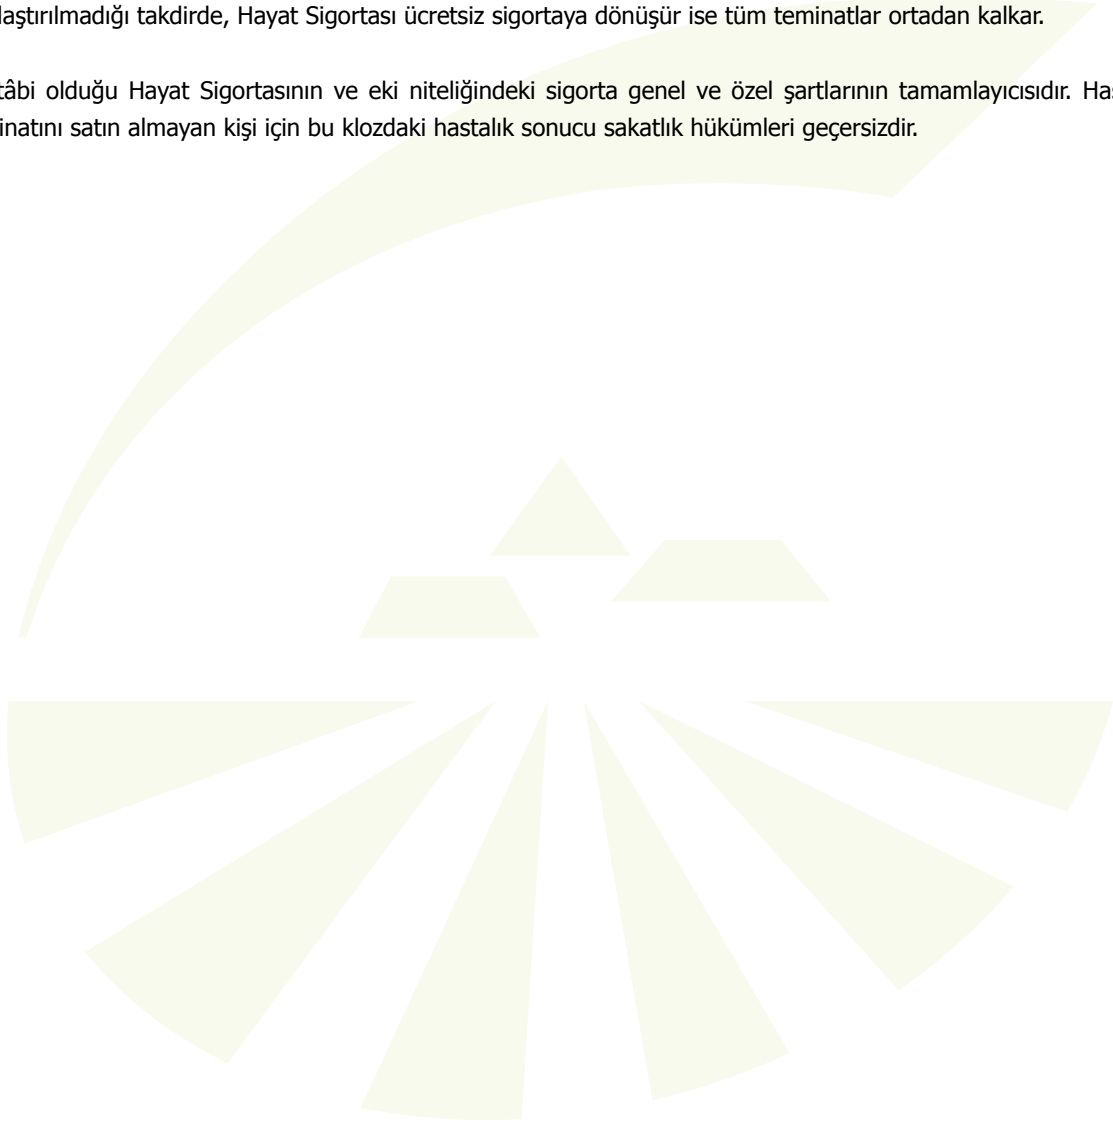 laştırılmadığı takdirde, Hayat Sigortası ücretsiz sigortaya dönüşür ise tüm teminatlar ortadan kalkar.
tâbi olduğu Hayat Sigortasının ve eki niteliğindeki sigorta genel ve özel şartlarının tamamlayıcısıdır. Has
inatını satın almayan kişi için bu klozdaki hastalık sonucu sakatlık hükümleri geçersizdir.